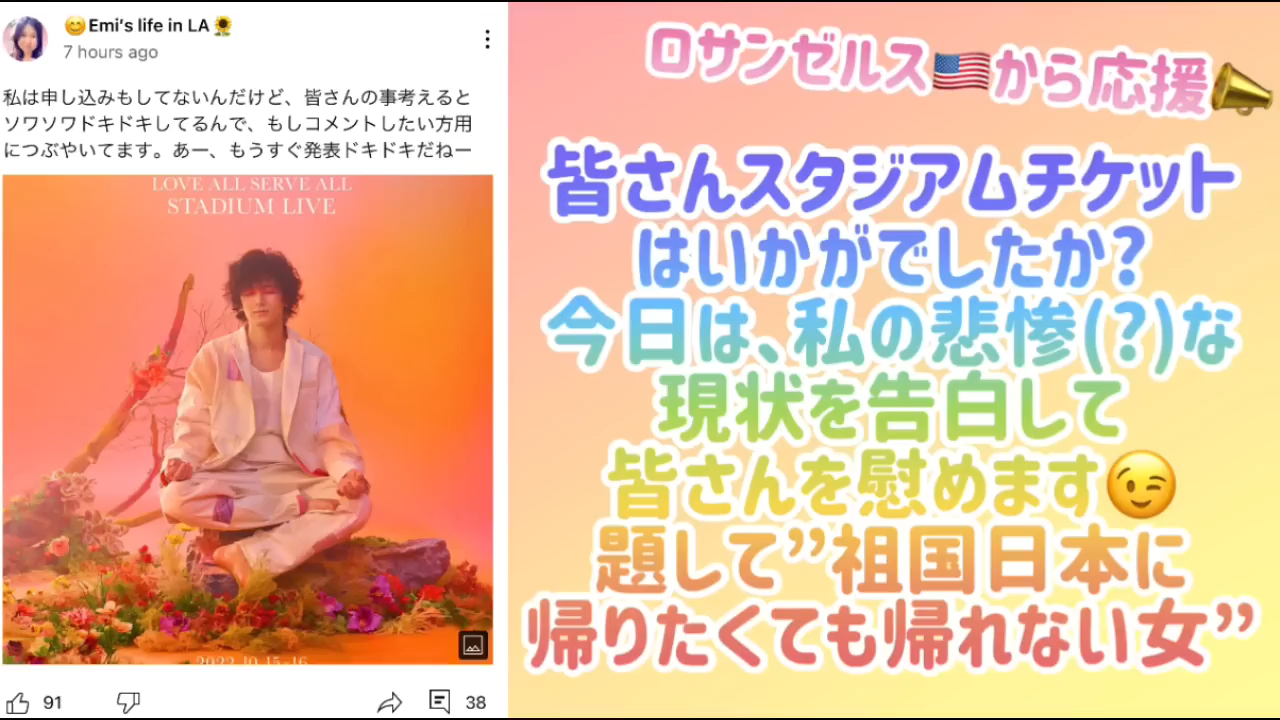 😊Emi's life in LA🌻
7 hours ago
私は申し込みもしてないんだけど、皆さんの事考えると
ソワソワドキドキしてるんで、もしコメントしたい方用
につぶやいてます。あー、もうすぐ発表ドキドキだねー
LOVE ALL SERVE ALL
STADIUM LIVE
2022.10.15-16
91
38
ロサンゼルス🇺🇸から応援📣
皆さんスタジアムチケット
はいかがでしたか?
今日は、私の悲惨(?)な
現状を告白して
皆さんを慰めます😉
題して”祖国日本に
帰りたくても帰れない女”